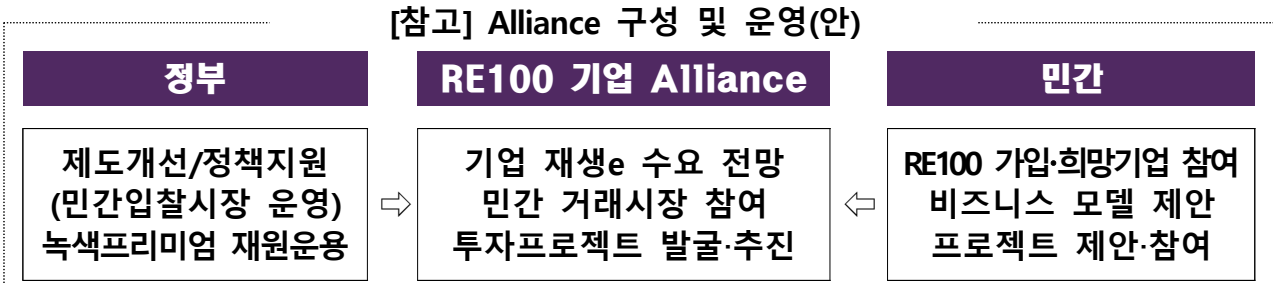 [참고] Alliance 구성 및 운영(안)
정부
RE100 기업 Alliance
민간
제도개선/정책지원
(민간입찰시장 운영)
녹색프리미엄 재원운용
⇨
기업 재생e 수요 전망
민간 거래시장 참여
투자프로젝트 발굴·추진
⇦
RE100 가입·희망기업 참여
비즈니스 모델 제안
프로젝트 제안·참여